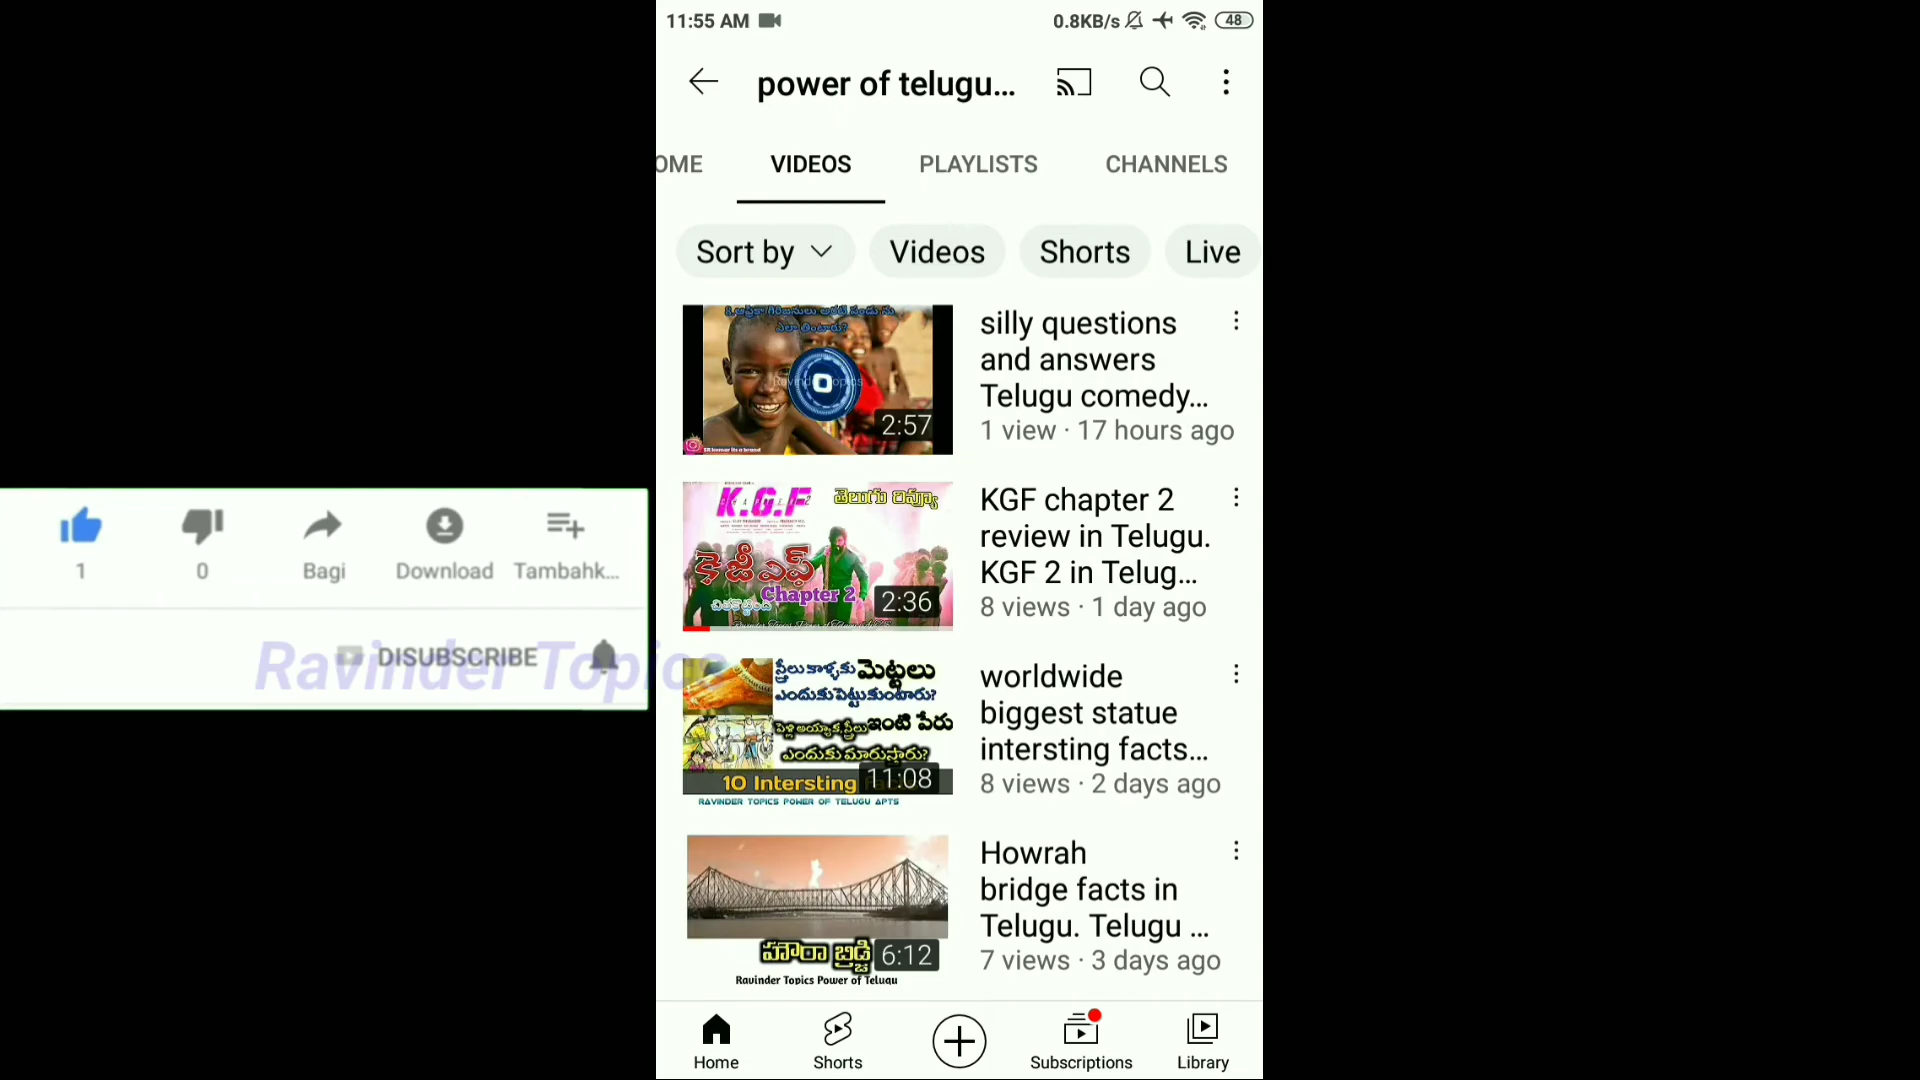 11:55 AM
0.8KB/s
48
power of telugu...
OME
VIDEOS
PLAYLISTS
CHANNELS
Sort by
Videos
Shorts
Live
ఎలా తింటారు?
2:57
silly questions
and answers
Telugu comedy...
1 view · 17 hours ago
K.G.F
తెలుగు రివ్యూ
కెజీఎఫ్
Chapter 2
2:36
KGF chapter 2
review in Telugu.
KGF 2 in Telug...
8 views · 1 day ago
స్త్రీలు కాళ్ళకు మెట్టలు
ఎందుకు పెట్టుకుంటారు?
పెళ్లి అయ్యాక స్త్రీలు ఇంటి పేరు
ఎందుకు మారుస్తారు?
10 Intersting
11:08
RAVINDER TOPICS POWER OF TELUGU APTS
worldwide
biggest statue
intersting facts...
8 views · 2 days ago
హౌరా బ్రిడ్జి
6:12
Ravinder Topics Power of Telugu
Howrah
bridge facts in
Telugu. Telugu ...
7 views · 3 days ago
Home
Shorts
Subscriptions
Library
1
0
Bagi
Download
Tambahk...
DISUBSCRIBE
Ravinder Topics